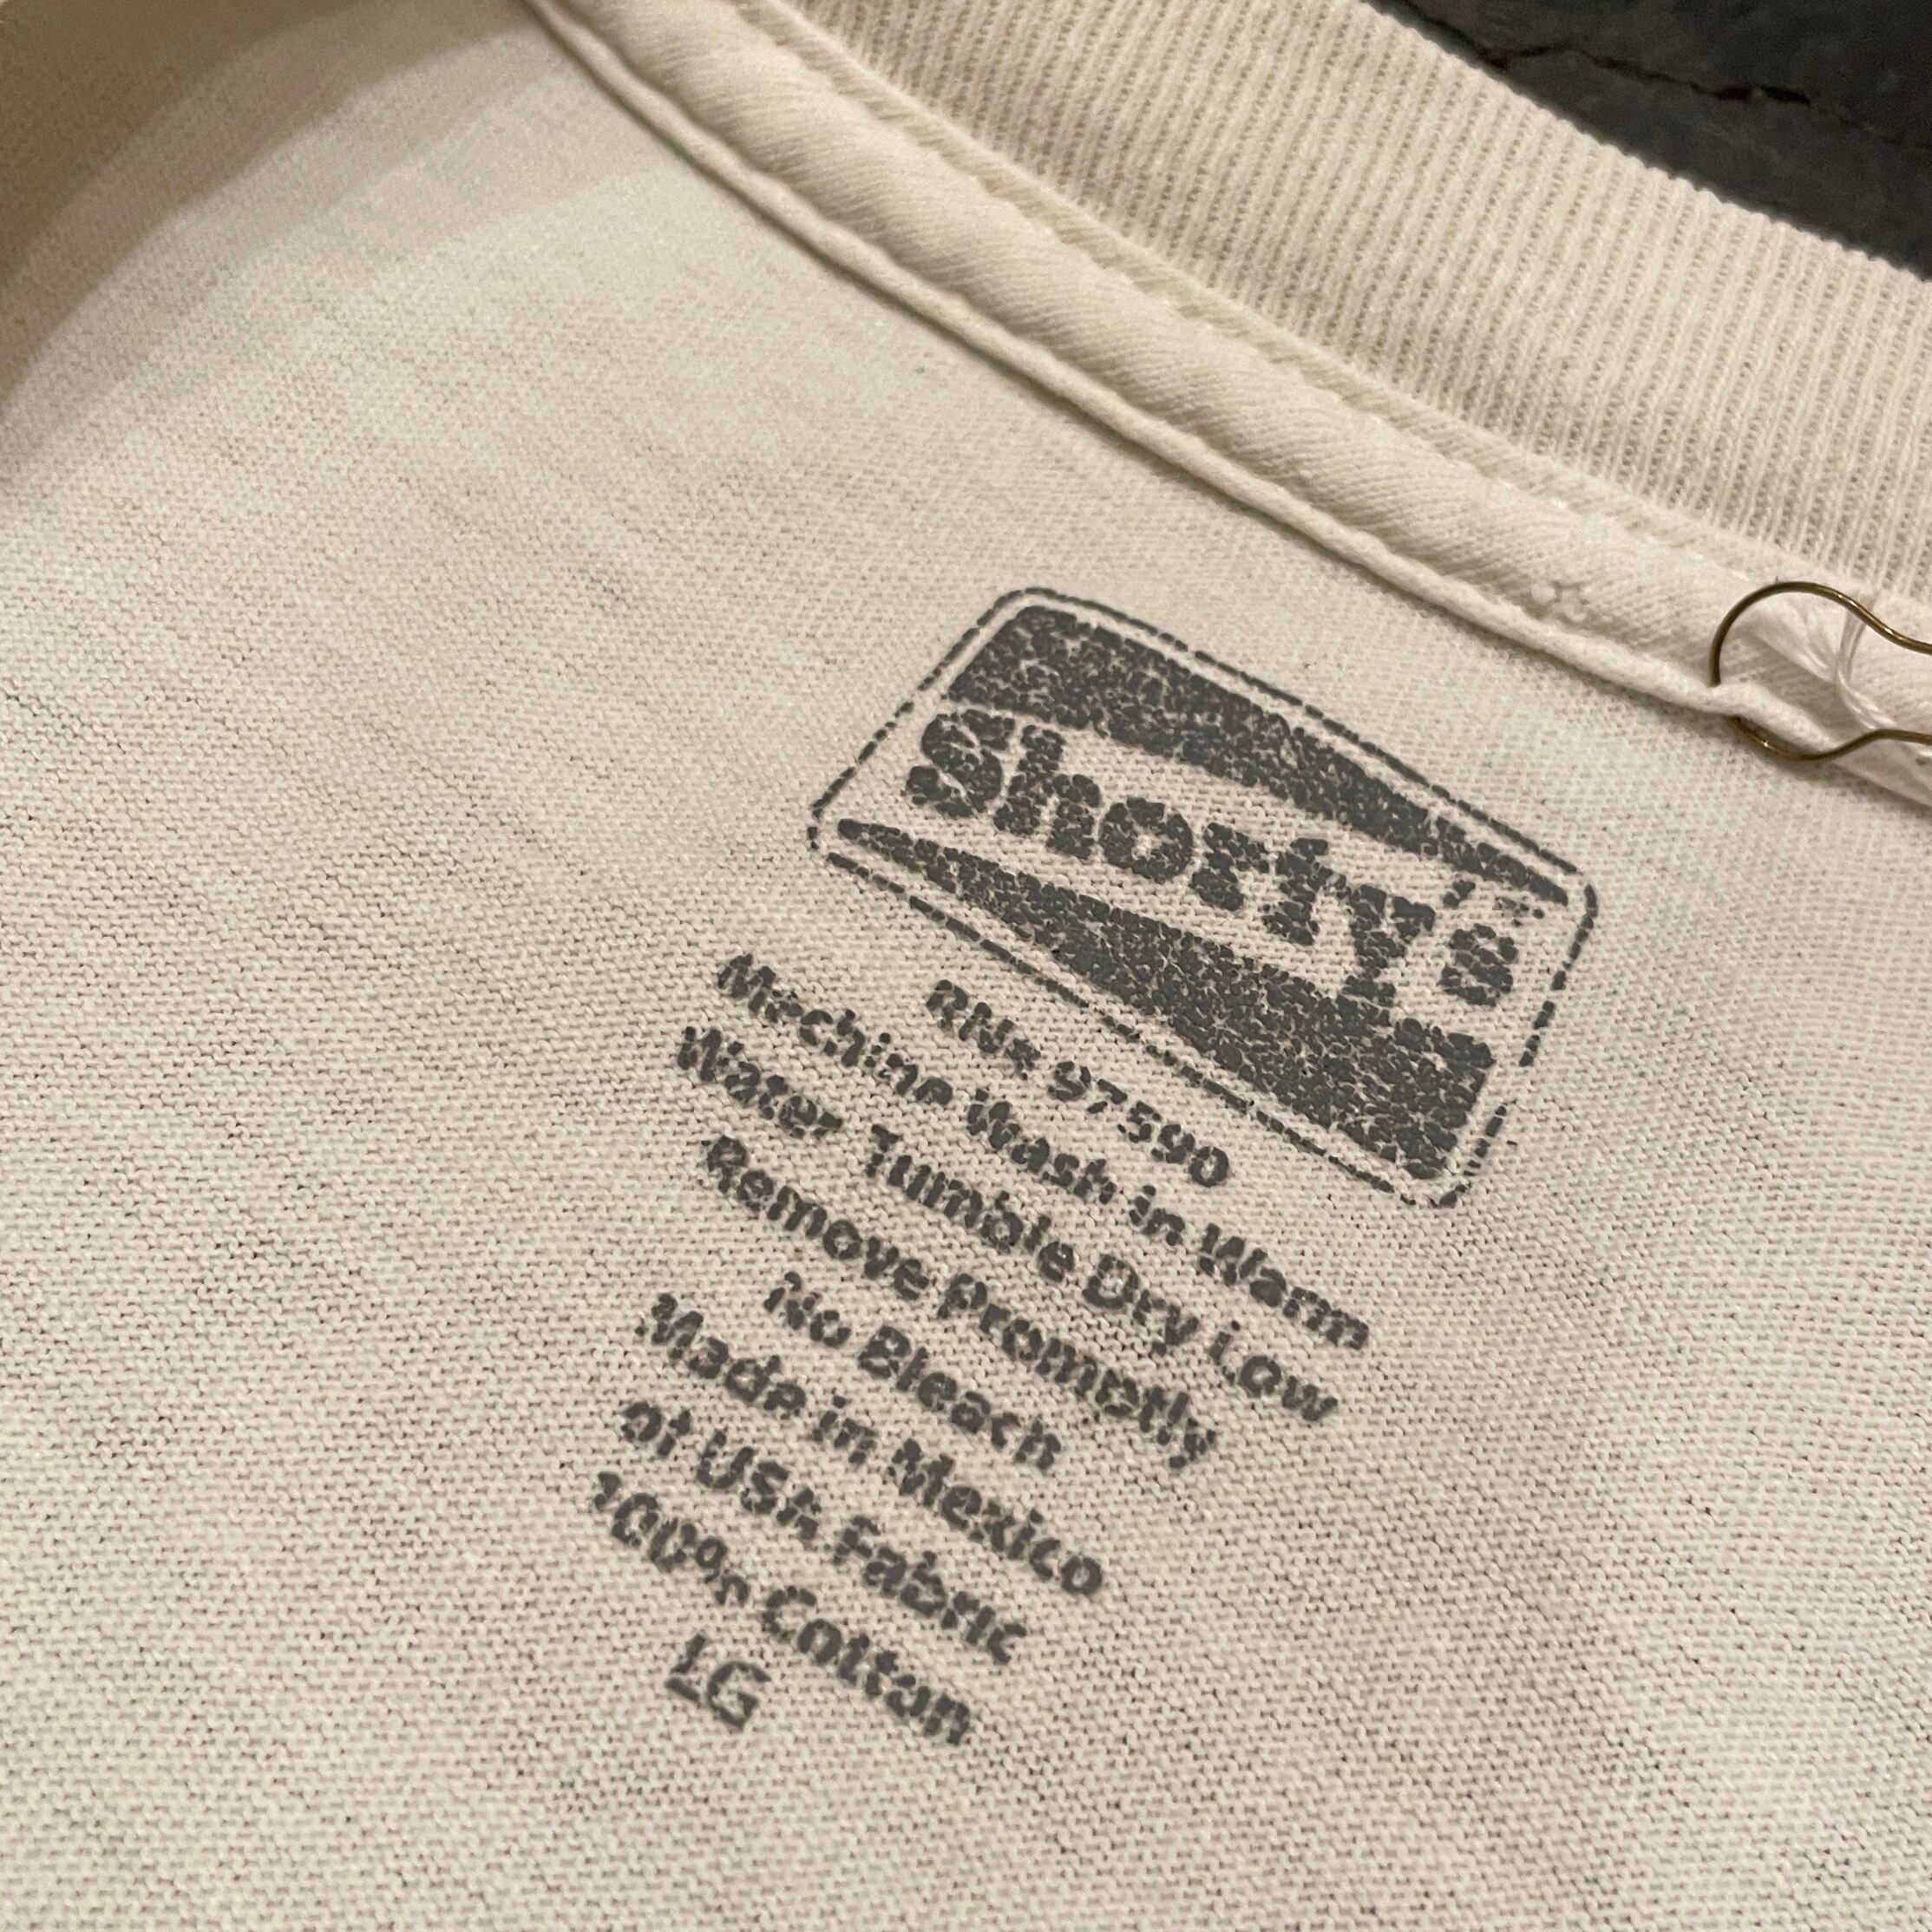 Shorty's
RN# 97590
Machine Wash in Warm
Water Tumble Dry Low
Remove Promptly
No Bleach
Made in Mexico
of USA Fabric
100% Cotton
LG